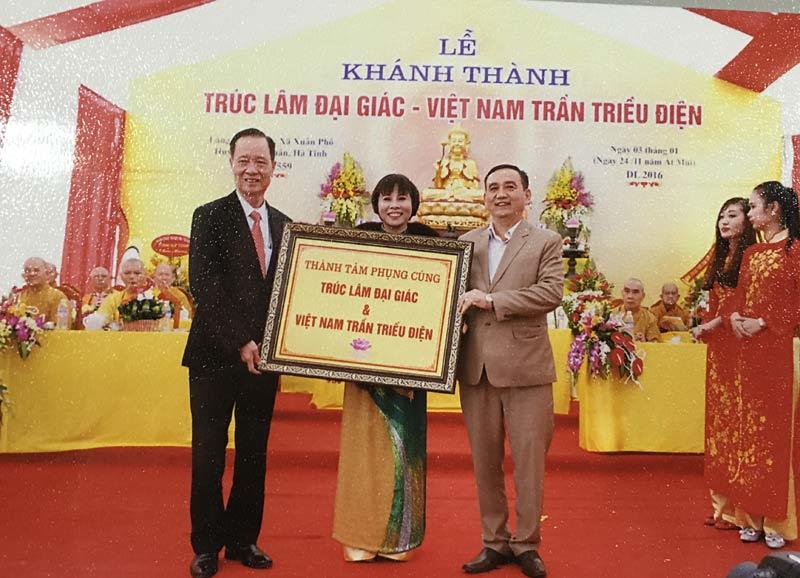 LỄ
KHÁNH THÀNH
TRÚC LÂM ĐẠI GIÁC - VIỆT NAM TRẦN TRIỀU ĐIỆN
Xã Xuân Phổ
Hà Tĩnh
2559
Ngày 03 tháng 01
(Ngày 24/11 năm Ất Mùi)
DL 2016
THÀNH TÂM PHỤNG CÚNG
TRÚC LÂM ĐẠI GIÁC
&
VIỆT NAM TRẦN TRIỀU ĐIỆN